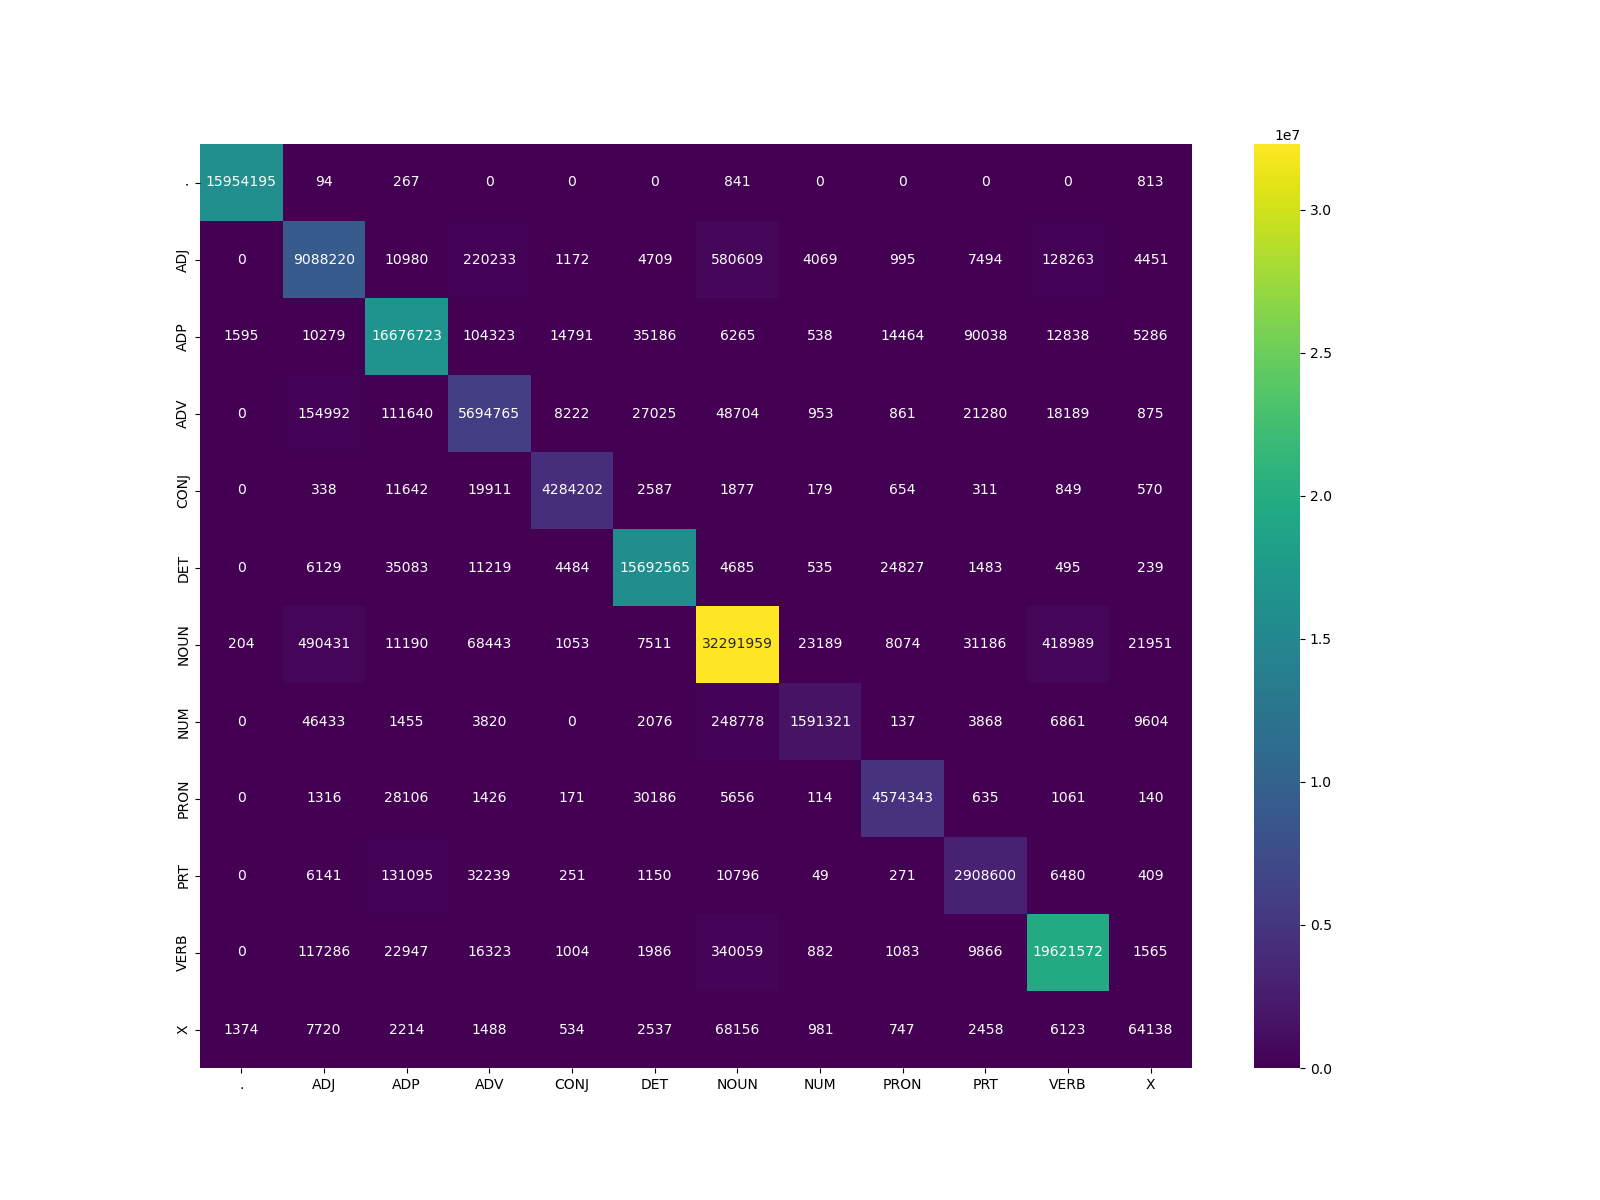 1e7
. 15954195 94 267 0 0 0 841 0 0 0 0 813
ADJ 0 9088220 10980 220233 1172 4709 580609 4069 995 7494 128263 4451
3.0
ADP 1595 10279 16676723 104323 14791 35186 6265 538 14464 90038 12838 5286
2.5
ADV 0 154992 111640 5694765 8222 27025 48704 953 861 21280 18189 875
CONJ 0 338 11642 19911 4284202 2587 1877 179 654 311 849 570
2.0
DET 0 6129 35083 11219 4484 15692565 4685 535 24827 1483 495 239
NOUN 204 490431 11190 68443 1053 7511 32291959 23189 8074 31186 418989 21951
1.5
NUM 0 46433 1455 3820 0 2076 248778 1591321 137 3868 6861 9604
1.0
PRON 0 1316 28106 1426 171 30186 5656 114 4574343 635 1061 140
PRT 0 6141 131095 32239 251 1150 10796 49 271 2908600 6480 409
0.5
VERB 0 117286 22947 16323 1004 1986 340059 882 1083 9866 19621572 1565
X 1374 7720 2214 1488 534 2537 68156 981 747 2458 6123 64138
0.0
. ADJ ADP ADV CONJ DET NOUN NUM PRON PRT VERB X